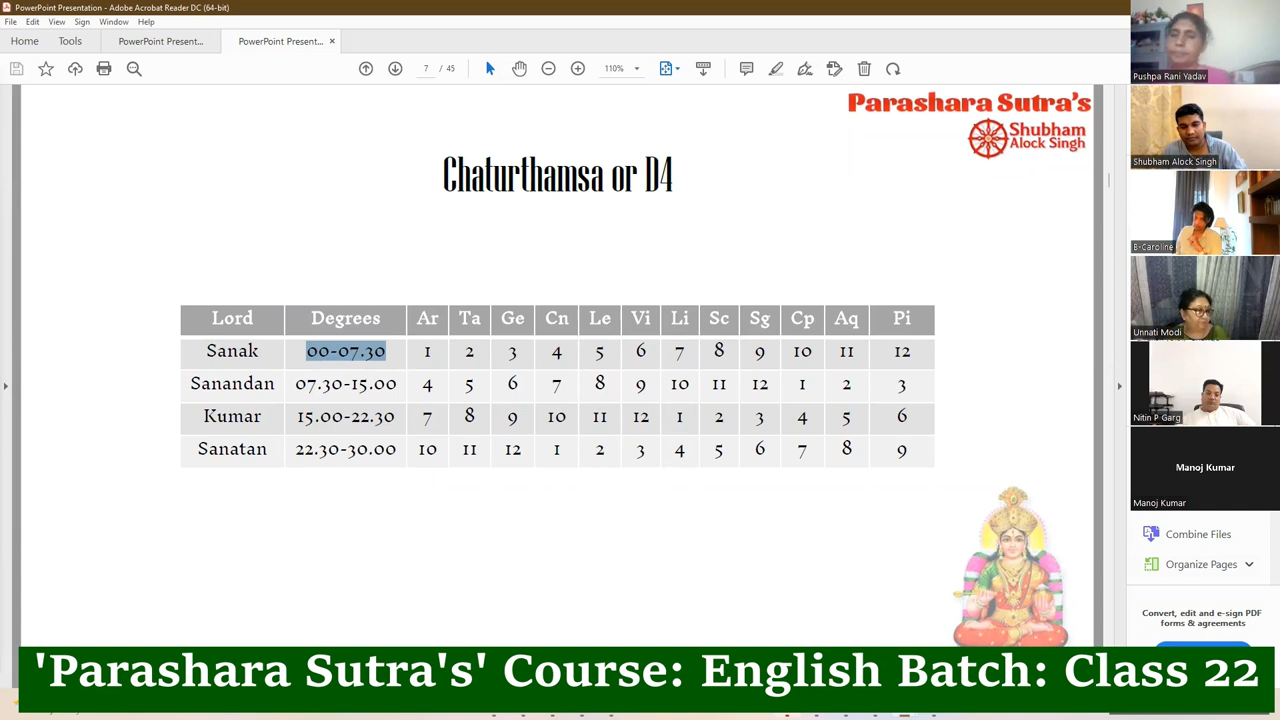 PowerPoint Presentation - Adobe Acrobat Reader DC (64-bit)
File Edit View Sign Window Help
Home Tools PowerPoint Present... PowerPoint Present... ×
7 / 45 110%
Parashara Sutra's
Shubham
Alock Singh
Chaturthamsa or D4
Lord Degrees Ar Ta Ge Cn Le Vi Li Sc Sg Cp Aq Pi
Sanak 00-07.30 1 2 3 4 5 6 7 8 9 10 11 12
Sanandan 07.30-15.00 4 5 6 7 8 9 10 11 12 1 2 3
Kumar 15.00-22.30 7 8 9 10 11 12 1 2 3 4 5 6
Sanatan 22.30-30.00 10 11 12 1 2 3 4 5 6 7 8 9
Pushpa Rani Yadav
Shubham Alock Singh
B-Caroline
Unnati Modi
Nitin P Garg
Manoj Kumar
Manoj Kumar
Combine Files
Organize Pages
Convert, edit and e-sign PDF
forms & agreements
'Parashara Sutra's' Course: English Batch: Class 22